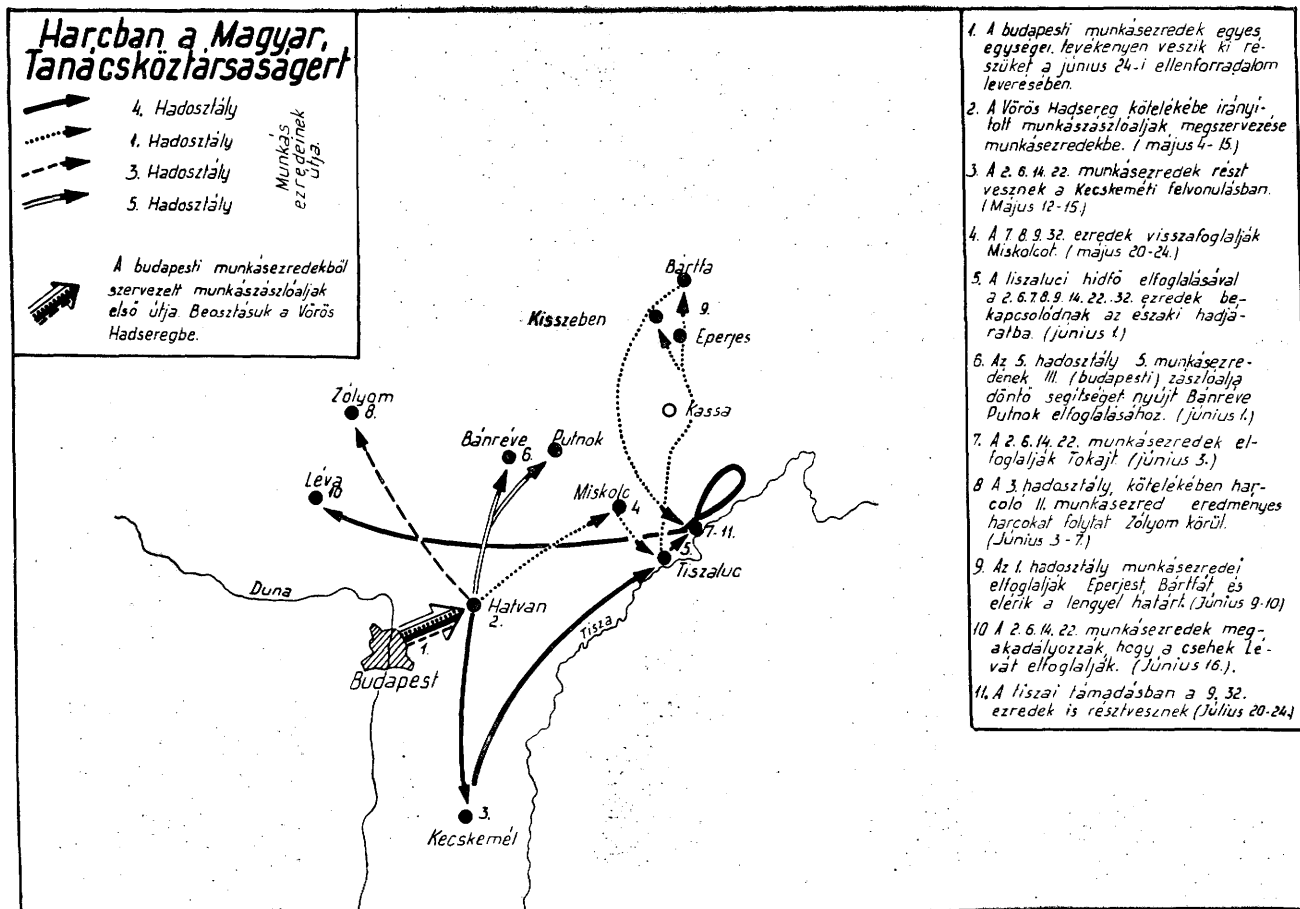 Harcban a Magyar,
Tanácsköztársaságért
4. Hadosztály
1. Hadosztály
3. Hadosztály
5. Hadosztály
Munkás
ezredeinek
útja.
A budapesti munkásezredekből
szervezett munkászászlóaljak
első útja. Beosztásuk a Vörös
Hadseregbe.
1. A budapesti munkásezredek egyes
egységei, tevékenyen veszik ki ré-
szüket a június 24-i ellenforradalom
leverésében.
2. A Vörös Hadsereg kötelékébe irányí-
tott munkászászlóaljak megszervezése
munkásezredekbe. (május 4-15.)
3. A 2. 6. 14. 22. munkásezredek részt
vesznek a Kecskeméti felvonulásban.
(Május 12-15.)
4. A 7. 8. 9. 32. ezredek visszafoglalják
Miskolcot. (május 20-24.)
5. A tiszaluci hídfő elfoglalásával
a 2. 6. 7. 8. 9. 14. 22. 32. ezredek be-
kapcsolódnak az északi hadjá-
ratba. (június 1.)
6. Az 5. hadosztály 5. munkásezre-
dének III. (budapesti) zászlóalja
döntő segítséget nyújt Bánréve
Putnok elfoglalásához. (június 1.)
7. A 2. 6. 14. 22. munkásezredek el-
foglalják Tokajt. (június 3.)
8 A 3. hadosztály, kötelékében har-
coló II. munkásezred eredményes
harcokat folytat Zólyom körül.
(Június 3-7.)
9. Az 1. hadosztály munkásezredei
elfoglalják Eperjest, Bártfát, és
elérik a lengyel határt. (Június 9-10)
10 A 2. 6. 14. 22. munkásezredek meg-
akadályozzák, hogy a csehek Lé-
vát elfoglalják. (Június 16.).
11. A tiszai támadásban a 9. 32.
ezredek is résztvesznek (Július 20-24.)
Bártfa
9.
Kisszeben
Eperjes
Kassa
Zólyom
8.
Bánréve
6.
Putnok
Léva
10
Miskolc
4
7-11.
5.
Tiszaluc
Duna
Hatvan
2.
Tisza
1.
Budapest
3.
Kecskemét